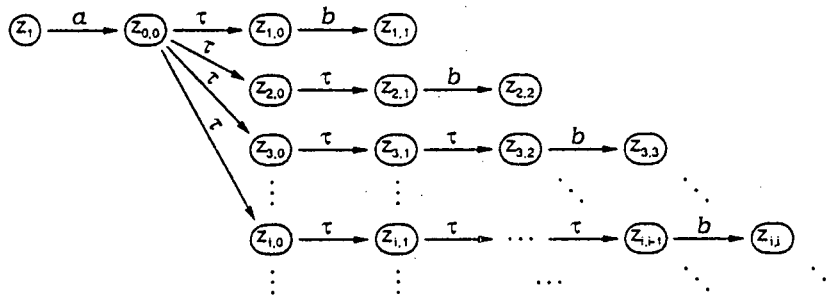 z₁ a z₀,₀ τ z₁,₀ b z₁,₁
τ
τ z₂,₀ τ z₂,₁ b z₂,₂
τ z₃,₀ τ z₃,₁ τ z₃,₂ b z₃,₃
⋮ ⋮ ⋱ ⋱
zᵢ,₀ τ zᵢ,₁ τ ⋯ τ zᵢ,ᵢ₋₁ b zᵢ,ᵢ
⋮ ⋮ ⋯ ⋱ ⋱